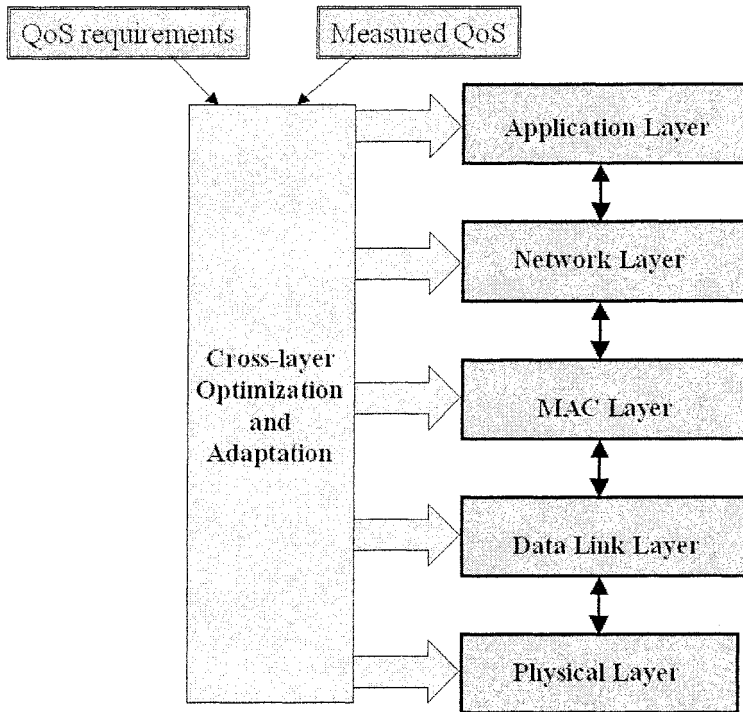 QoS requirements
Measured QoS
Application Layer
Network Layer
Cross-layer
Optimization
and
Adaptation
MAC Layer
Data Link Layer
Physical Layer